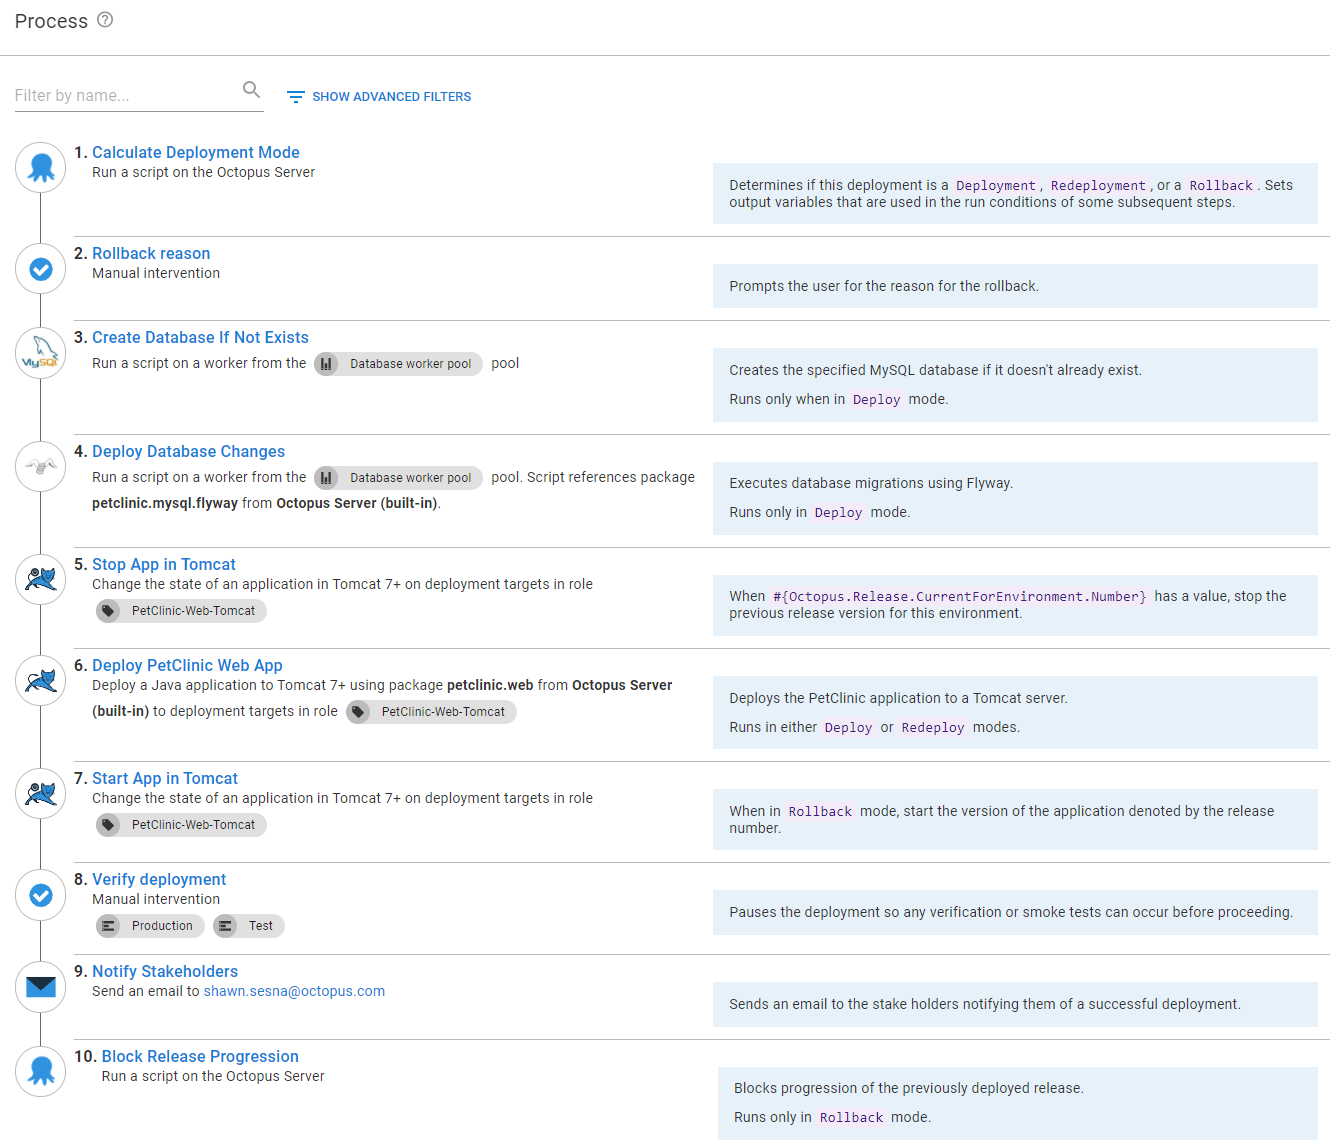 Process
Filter by name...
SHOW ADVANCED FILTERS
1. Calculate Deployment Mode
Run a script on the Octopus Server
Determines if this deployment is a Deployment, Redeployment, or a Rollback. Sets
output variables that are used in the run conditions of some subsequent steps.
2. Rollback reason
Manual intervention
Prompts the user for the reason for the rollback.
MySQL
3. Create Database If Not Exists
Run a script on a worker from the Database worker pool pool
Creates the specified MySQL database if it doesn't already exist.
Runs only when in Deploy mode.
4. Deploy Database Changes
Run a script on a worker from the Database worker pool pool. Script references package
petclinic.mysql.flyway from Octopus Server (built-in).
Executes database migrations using Flyway.
Runs only in Deploy mode.
5. Stop App in Tomcat
Change the state of an application in Tomcat 7+ on deployment targets in role
PetClinic-Web-Tomcat
When #{Octopus.Release.CurrentForEnvironment.Number} has a value, stop the
previous release version for this environment.
6. Deploy PetClinic Web App
Deploy a Java application to Tomcat 7+ using package petclinic.web from Octopus Server
(built-in) to deployment targets in role PetClinic-Web-Tomcat
Deploys the PetClinic application to a Tomcat server.
Runs in either Deploy or Redeploy modes.
7. Start App in Tomcat
Change the state of an application in Tomcat 7+ on deployment targets in role
PetClinic-Web-Tomcat
When in Rollback mode, start the version of the application denoted by the release
number.
8. Verify deployment
Manual intervention
Production Test
Pauses the deployment so any verification or smoke tests can occur before proceeding.
9. Notify Stakeholders
Send an email to shawn.sesna@octopus.com
Sends an email to the stake holders notifying them of a successful deployment.
10. Block Release Progression
Run a script on the Octopus Server
Blocks progression of the previously deployed release.
Runs only in Rollback mode.